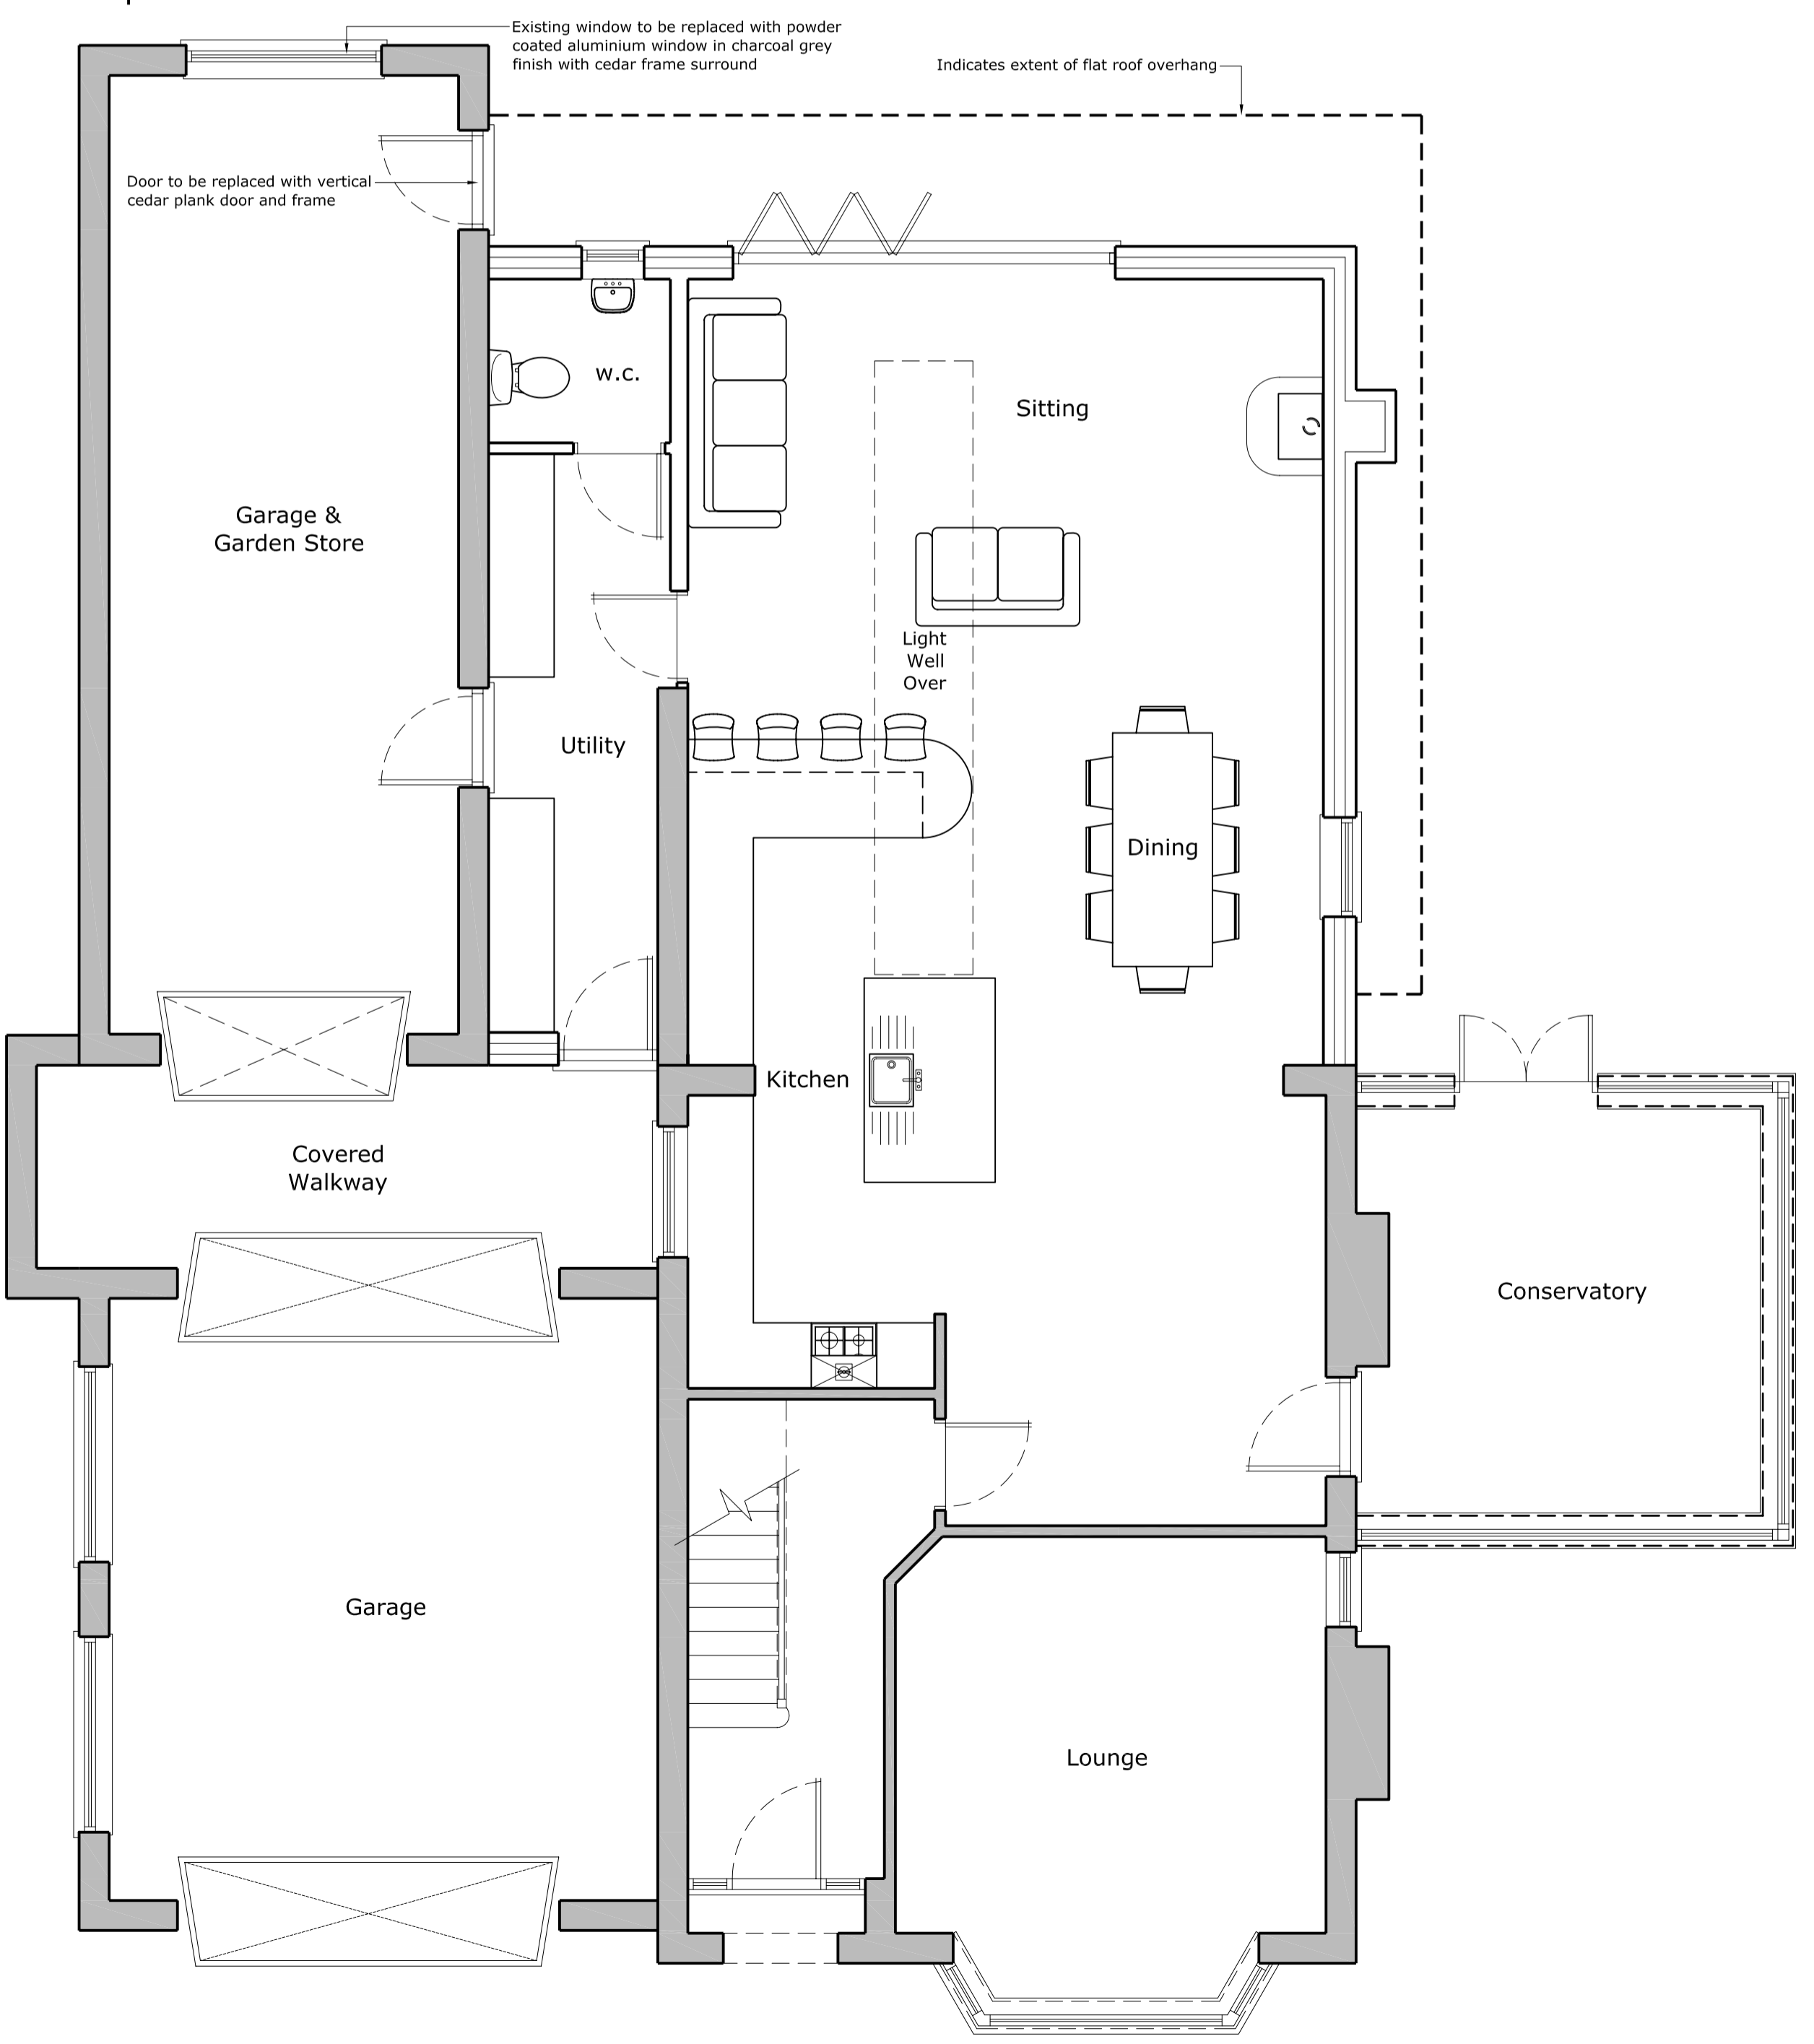 Existing window to be replaced with powder
coated aluminium window in charcoal grey
finish with cedar frame surround
Indicates extent of flat roof overhang
Door to be replaced with vertical
cedar plank door and frame
w.c.
Sitting
Garage &
Garden Store
Light
Well
Over
Utility
Dining
Kitchen
Covered
Walkway
Conservatory
Garage
Lounge